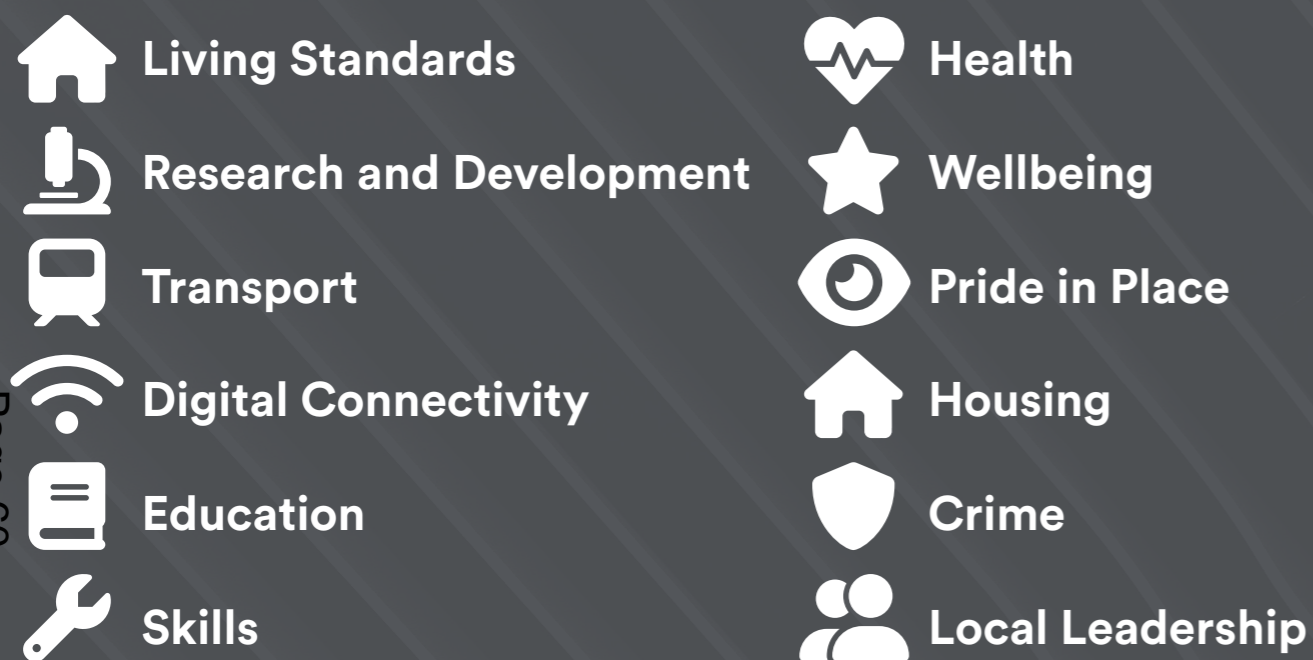 Living Standards
Research and Development
Transport
Digital Connectivity
Education
Skills
Health
Wellbeing
Pride in Place
Housing
Crime
Local Leadership